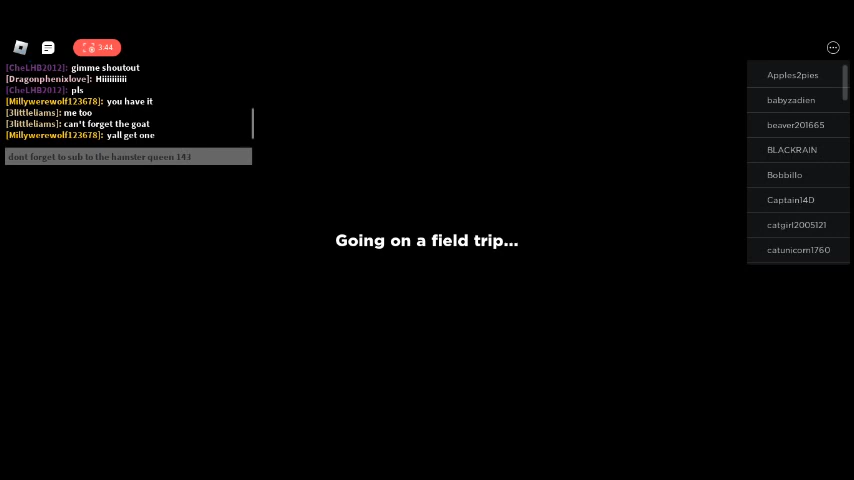 3:44
[CheLHB2012]: gimme shoutout
[Dragonphenixlove]: Hiiiiiiiiii
[CheLHB2012]: pls
[Millywerewolf123678]: you have it
[3littleliams]: me too
[3littleliams]: can't forget the goat
[Millywerewolf123678]: yall get one
dont forget to sub to the hamster queen 143
Going on a field trip...
Apples2pies
babyzadien
beaver201665
BLACKRAIN
Bobbillo
Captain14D
catgirl2005121
catunicorn1760